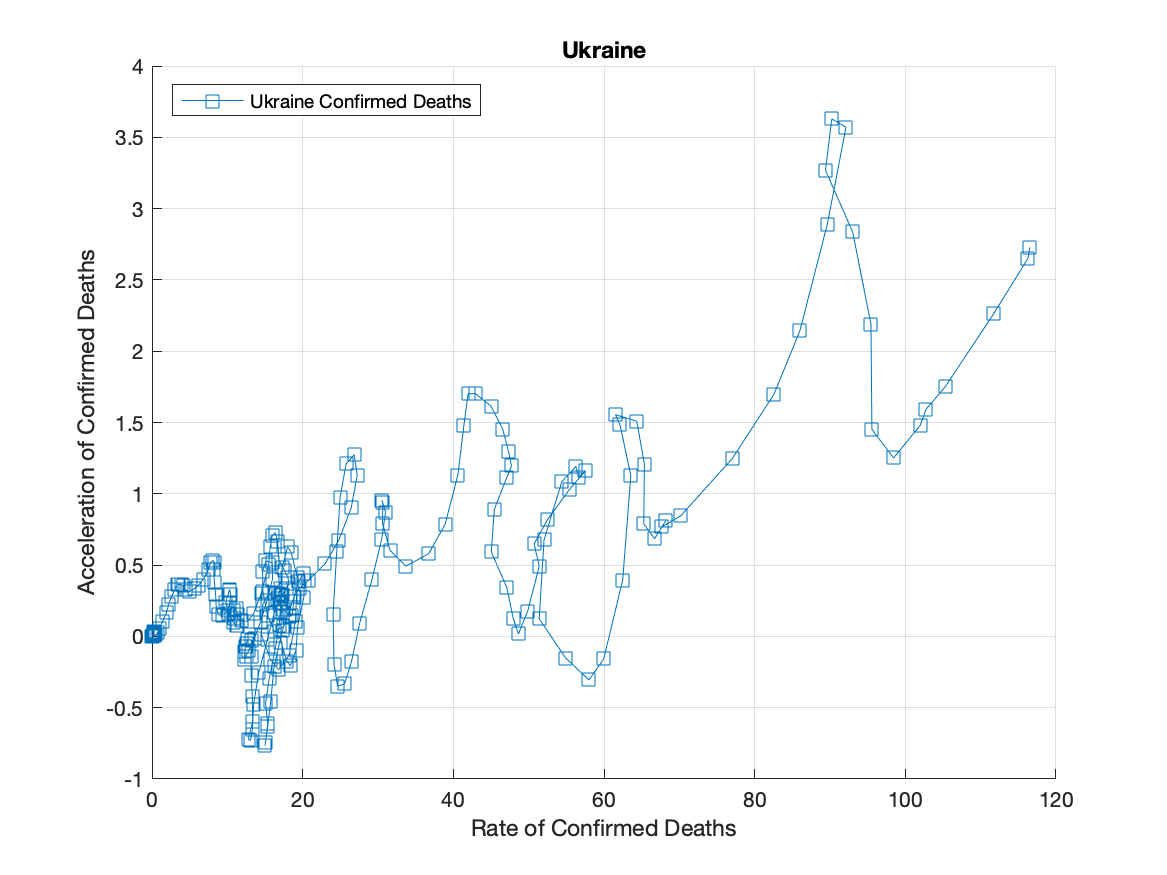 Ukraine
Ukraine Confirmed Deaths
4
3.5
3
2.5
2
1.5
1
0.5
0
-0.5
-1
Acceleration of Confirmed Deaths
0 20 40 60 80 100 120
Rate of Confirmed Deaths